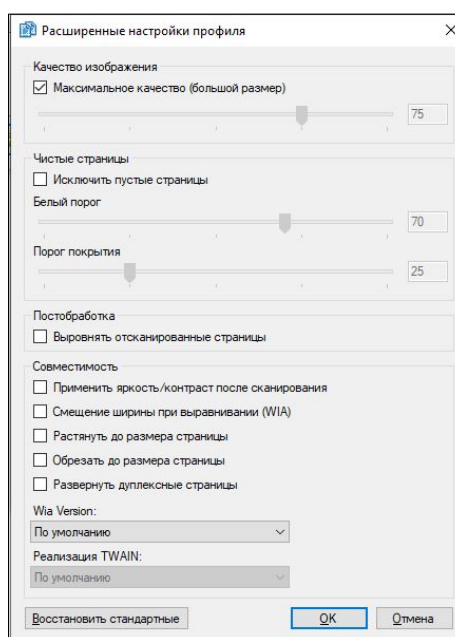 Расширенные настройки профиля
Качество изображения
Максимальное качество (большой размер)
75
Чистые страницы
Исключить пустые страницы
Белый порог
70
Порог покрытия
25
Постобработка
Выровнять отсканированные страницы
Совместимость
Применить яркость/контраст после сканирования
Смещение ширины при выравнивании (WIA)
Растянуть до размера страницы
Обрезать до размера страницы
Развернуть дуплексные страницы
Wia Version:
По умолчанию
Реализация TWAIN:
По умолчанию
Восстановить стандартные OK Отмена